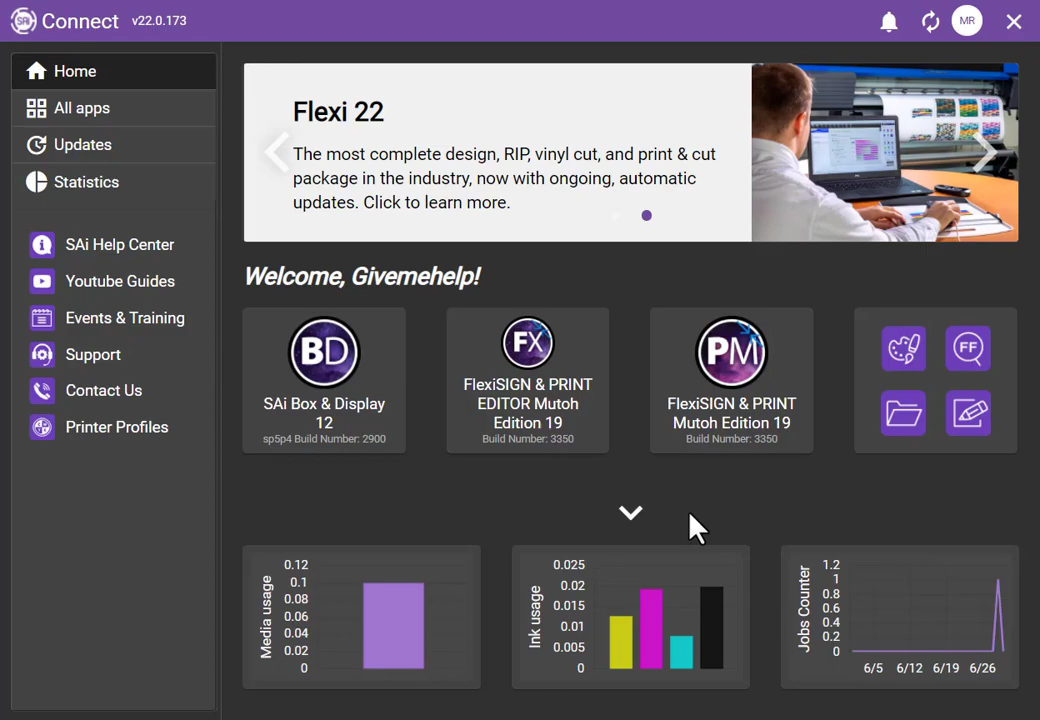 SAi Connect v22.0.173
MR
Home
All apps
Updates
Statistics
SAi Help Center
Youtube Guides
Events & Training
Support
Contact Us
Printer Profiles
Flexi 22
The most complete design, RIP, vinyl cut, and print & cut
package in the industry, now with ongoing, automatic
updates. Click to learn more.
Welcome, Givemehelp!
BD
SAi Box & Display
12
sp5p4 Build Number: 2900
FX
FlexiSIGN & PRINT
EDITOR Mutoh
Edition 19
Build Number: 3350
PM
FlexiSIGN & PRINT
Mutoh Edition 19
Build Number: 3350
FF
Media usage
0.12
0.1
0.08
0.06
0.04
0.02
0
Ink usage
0.025
0.02
0.015
0.01
0.005
0
Jobs Counter
1.2
1
0.8
0.6
0.4
0.2
0
6/5 6/12 6/19 6/26